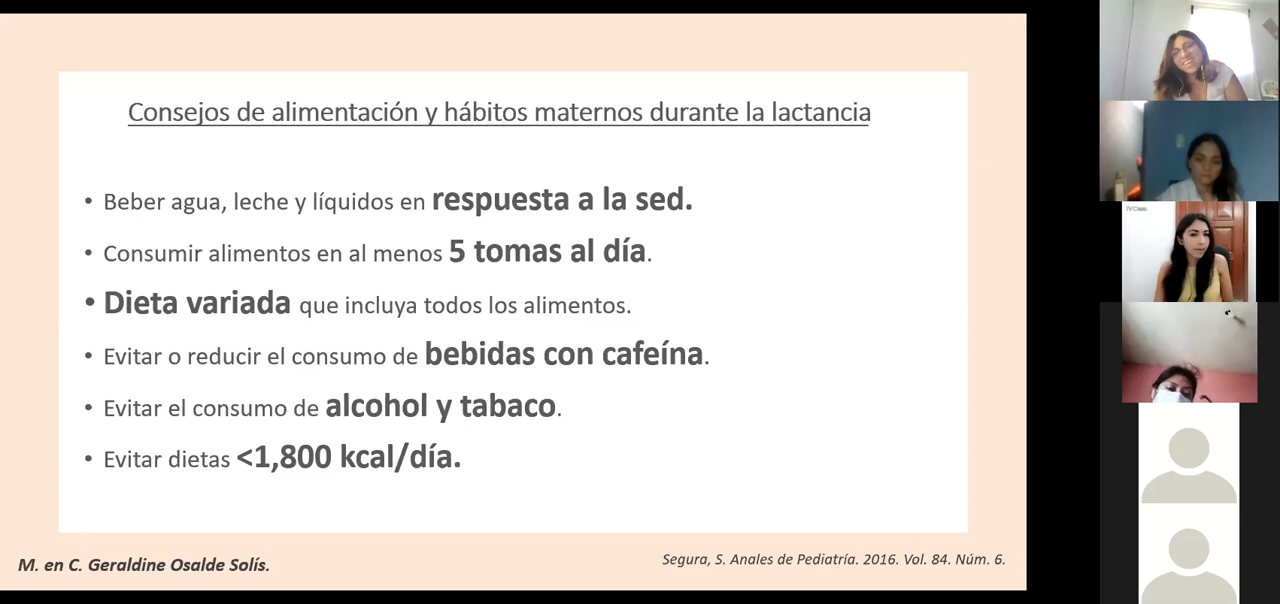 Consejos de alimentación y hábitos maternos durante la lactancia
• Beber agua, leche y líquidos en respuesta a la sed.
• Consumir alimentos en al menos 5 tomas al día.
• Dieta variada que incluya todos los alimentos.
• Evitar o reducir el consumo de bebidas con cafeína.
• Evitar el consumo de alcohol y tabaco.
• Evitar dietas <1,800 kcal/día.
M. en C. Geraldine Osalde Solís.
Segura, S. Anales de Pediatría. 2016. Vol. 84. Núm. 6.